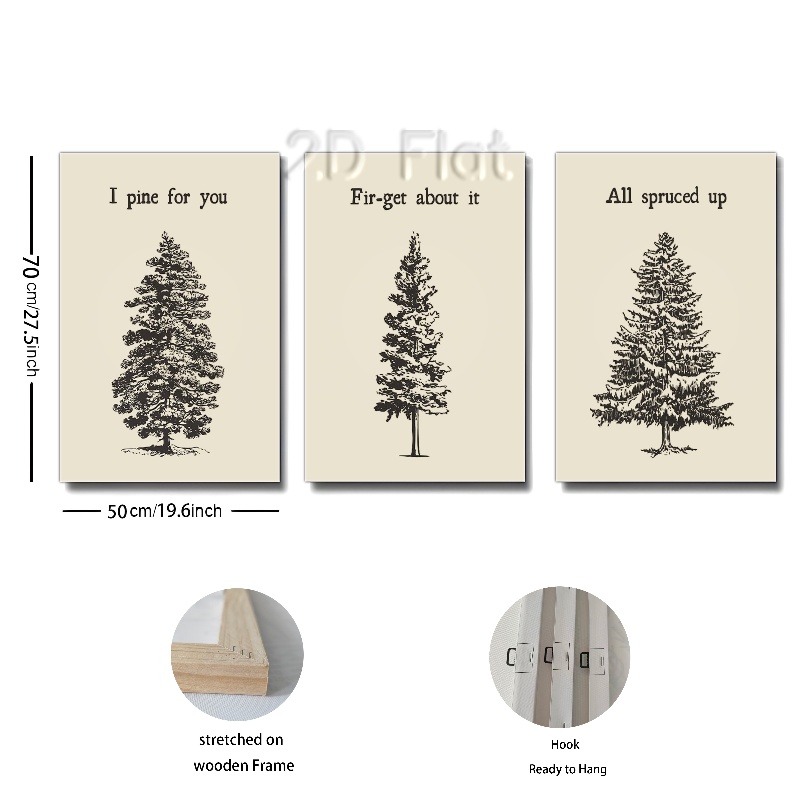 2D Flat
I pine for you
Fir-get about it
All spruced up
70 cm/27.5inch
50cm/19.6inch
stretched on
wooden Frame
Hook
Ready to Hang